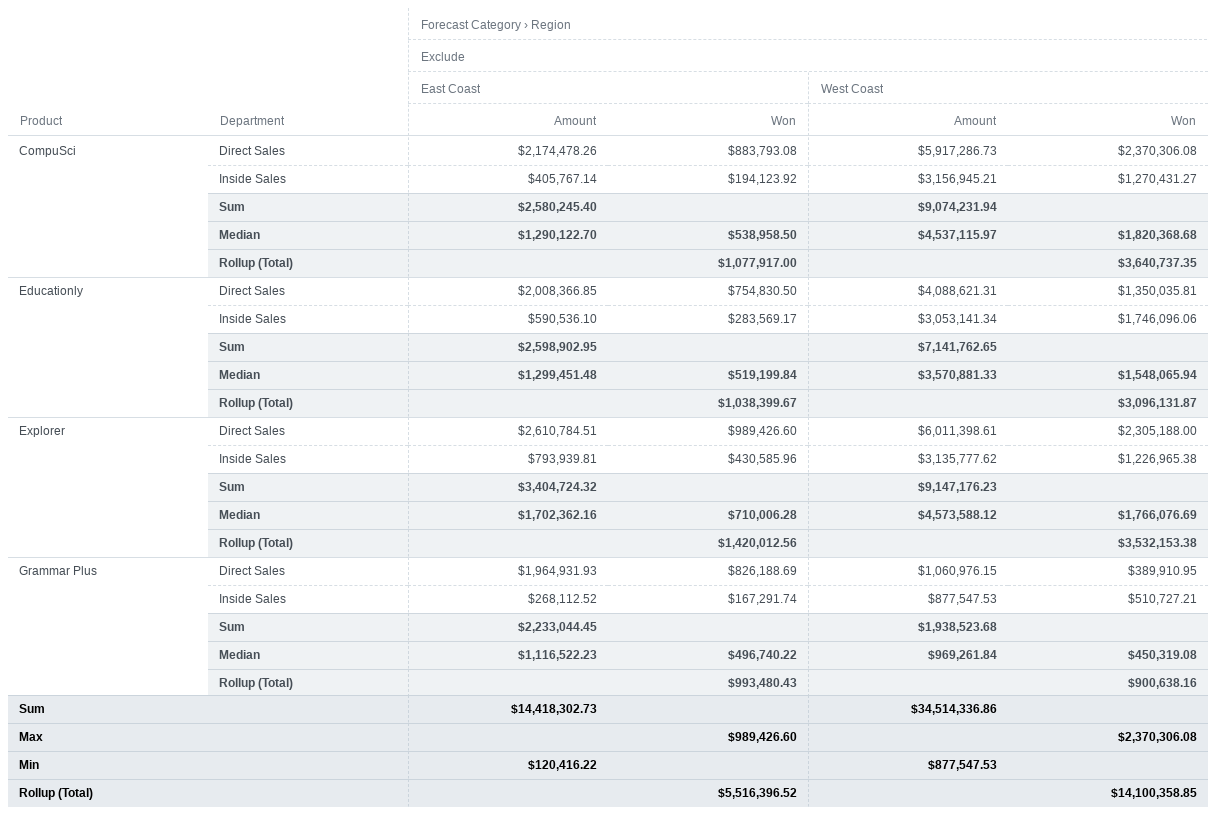 Forecast Category › Region
Exclude
East Coast West Coast
Product Department Amount Won Amount Won
CompuSci Direct Sales $2,174,478.26 $883,793.08 $5,917,286.73 $2,370,306.08
Inside Sales $405,767.14 $194,123.92 $3,156,945.21 $1,270,431.27
Sum $2,580,245.40 $9,074,231.94
Median $1,290,122.70 $538,958.50 $4,537,115.97 $1,820,368.68
Rollup (Total) $1,077,917.00 $3,640,737.35
Educationly Direct Sales $2,008,366.85 $754,830.50 $4,088,621.31 $1,350,035.81
Inside Sales $590,536.10 $283,569.17 $3,053,141.34 $1,746,096.06
Sum $2,598,902.95 $7,141,762.65
Median $1,299,451.48 $519,199.84 $3,570,881.33 $1,548,065.94
Rollup (Total) $1,038,399.67 $3,096,131.87
Explorer Direct Sales $2,610,784.51 $989,426.60 $6,011,398.61 $2,305,188.00
Inside Sales $793,939.81 $430,585.96 $3,135,777.62 $1,226,965.38
Sum $3,404,724.32 $9,147,176.23
Median $1,702,362.16 $710,006.28 $4,573,588.12 $1,766,076.69
Rollup (Total) $1,420,012.56 $3,532,153.38
Grammar Plus Direct Sales $1,964,931.93 $826,188.69 $1,060,976.15 $389,910.95
Inside Sales $268,112.52 $167,291.74 $877,547.53 $510,727.21
Sum $2,233,044.45 $1,938,523.68
Median $1,116,522.23 $496,740.22 $969,261.84 $450,319.08
Rollup (Total) $993,480.43 $900,638.16
Sum $14,418,302.73 $34,514,336.86
Max $989,426.60 $2,370,306.08
Min $120,416.22 $877,547.53
Rollup (Total) $5,516,396.52 $14,100,358.85